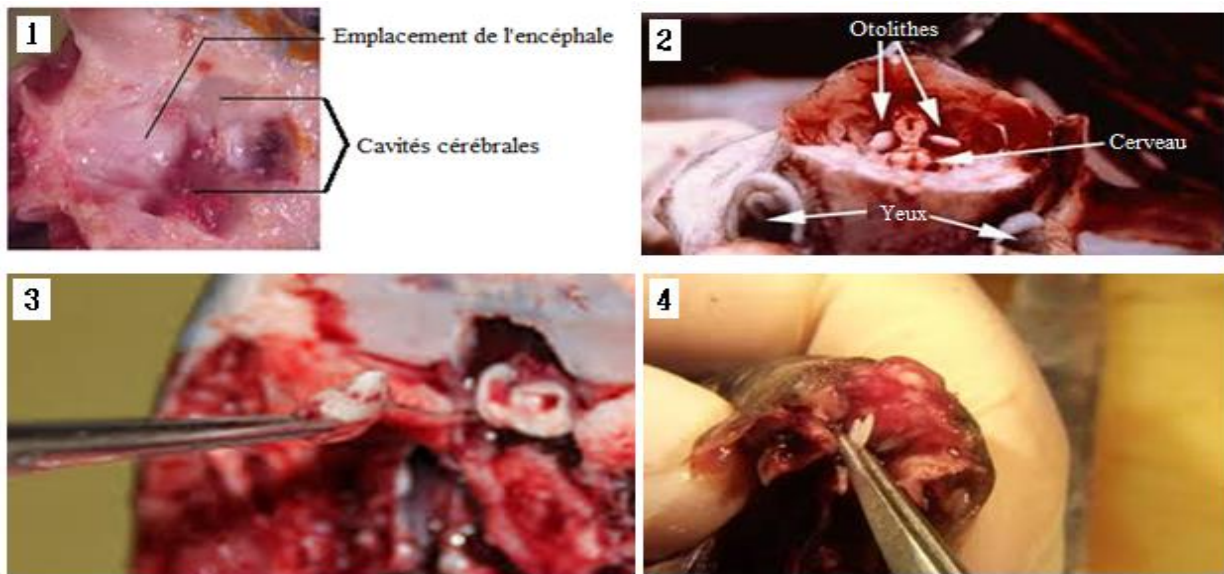 1
Emplacement de l'encéphale
Cavités cérébrales
2
Otolithes
Cerveau
Yeux
3
4